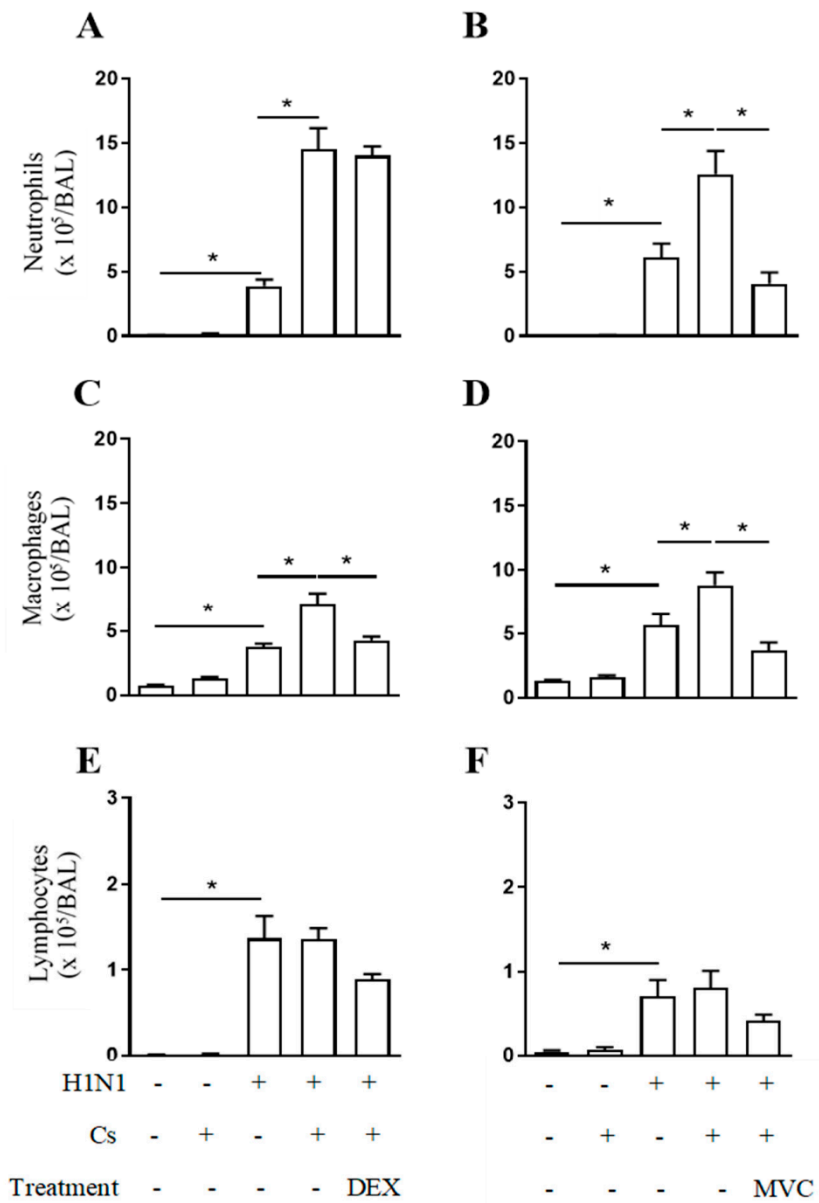 A
Neutrophils
(x 10⁵/BAL)
20
15
10
5
0
*
*
B
20
15
10
5
0
*
*
*
C
Macrophages
(x 10⁵/BAL)
20
15
10
5
0
*
*
*
D
20
15
10
5
0
*
*
*
E
Lymphocytes
(x 10⁵/BAL)
3
2
1
0
*
F
3
2
1
0
*
H1N1 - - + + + - - + + +
Cs - + - + + - + - + +
Treatment - - - - DEX - - - - MVC